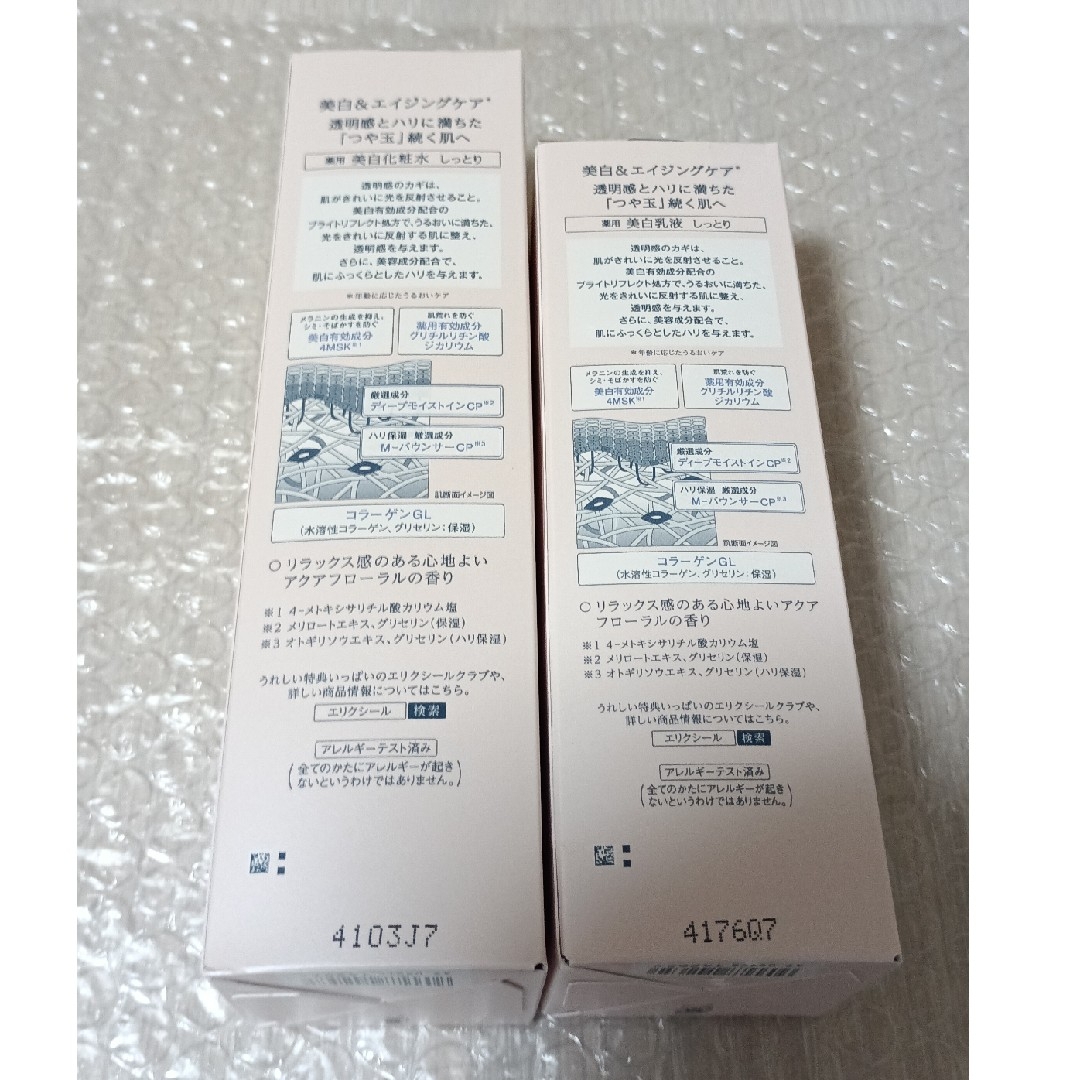 美白&エイジングケア*
透明感とハリに満ちた
「つや玉」続く肌へ
薬用 美白化粧水 しっとり
透明感のカギは、
肌がきれいに光を反射させること。
美白有効成分配合の
ブライトリフレクト処方で、うるおいに満ちた、
光をきれいに反射する肌に整え、
透明感を与えます。
さらに、美容成分配合で、
肌にふっくらとしたハリを与えます。
※年齢に応じたうるおいケア
メラニンの生成を抑え、
シミ・そばかすを防ぐ
美白有効成分
4MSK※1
肌荒れを防ぐ
薬用有効成分
グリチルリチン酸
ジカリウム
厳選成分
ディープモイストインCP※2
ハリ保湿 厳選成分
M-バウンサーCP※3
肌断面イメージ図
コラーゲンGL
(水溶性コラーゲン、グリセリン:保湿)
○リラックス感のある心地よい
アクアフローラルの香り
※1 4-メトキシサリチル酸カリウム塩
※2 メリロートエキス、グリセリン(保湿)
※3 オトギリソウエキス、グリセリン(ハリ保湿)
うれしい特典いっぱいのエリクシールクラブや、
詳しい商品情報についてはこちら。
エリクシール 検索
アレルギーテスト済み
(全てのかたにアレルギーが起き
ないというわけではありません。)
4103J7
美白&エイジングケア*
透明感とハリに満ちた
「つや玉」続く肌へ
薬用 美白乳液 しっとり
透明感のカギは、
肌がきれいに光を反射させること。
美白有効成分配合の
ブライトリフレクト処方で、うるおいに満ちた、
光をきれいに反射する肌に整え、
透明感を与えます。
さらに、美容成分配合で、
肌にふっくらとしたハリを与えます。
※年齢に応じたうるおいケア
メラニンの生成を抑え、
シミ・そばかすを防ぐ
美白有効成分
4MSK※1
肌荒れを防ぐ
薬用有効成分
グリチルリチン酸
ジカリウム
厳選成分
ディープモイストインCP※2
ハリ保湿 厳選成分
M-バウンサーCP※3
肌断面イメージ図
コラーゲンGL
(水溶性コラーゲン、グリセリン:保湿)
○リラックス感のある心地よいアクア
フローラルの香り
※1 4-メトキシサリチル酸カリウム塩
※2 メリロートエキス、グリセリン(保湿)
※3 オトギリソウエキス、グリセリン(ハリ保湿)
うれしい特典いっぱいのエリクシールクラブや、
詳しい商品情報についてはこちら。
エリクシール 検索
アレルギーテスト済み
(全てのかたにアレルギーが起き
ないというわけではありません。)
4176Q7